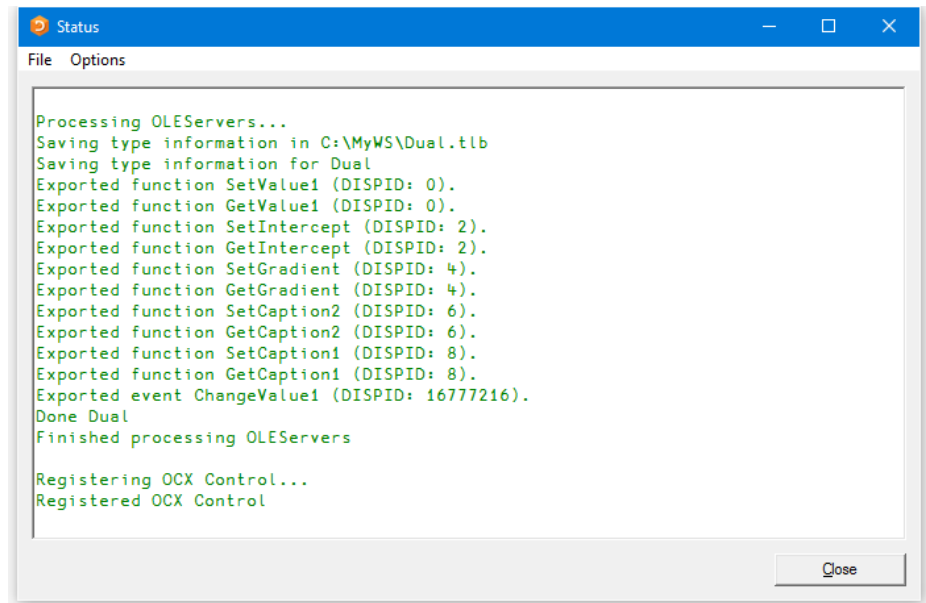 Status
File Options
Processing OLEServers...
Saving type information in C:\MyWS\Dual.tlb
Saving type information for Dual
Exported function SetValue1 (DISPID: 0).
Exported function GetValue1 (DISPID: 0).
Exported function SetIntercept (DISPID: 2).
Exported function GetIntercept (DISPID: 2).
Exported function SetGradient (DISPID: 4).
Exported function GetGradient (DISPID: 4).
Exported function SetCaption2 (DISPID: 6).
Exported function GetCaption2 (DISPID: 6).
Exported function SetCaption1 (DISPID: 8).
Exported function GetCaption1 (DISPID: 8).
Exported event ChangeValue1 (DISPID: 16777216).
Done Dual
Finished processing OLEServers
Registering OCX Control...
Registered OCX Control
Close